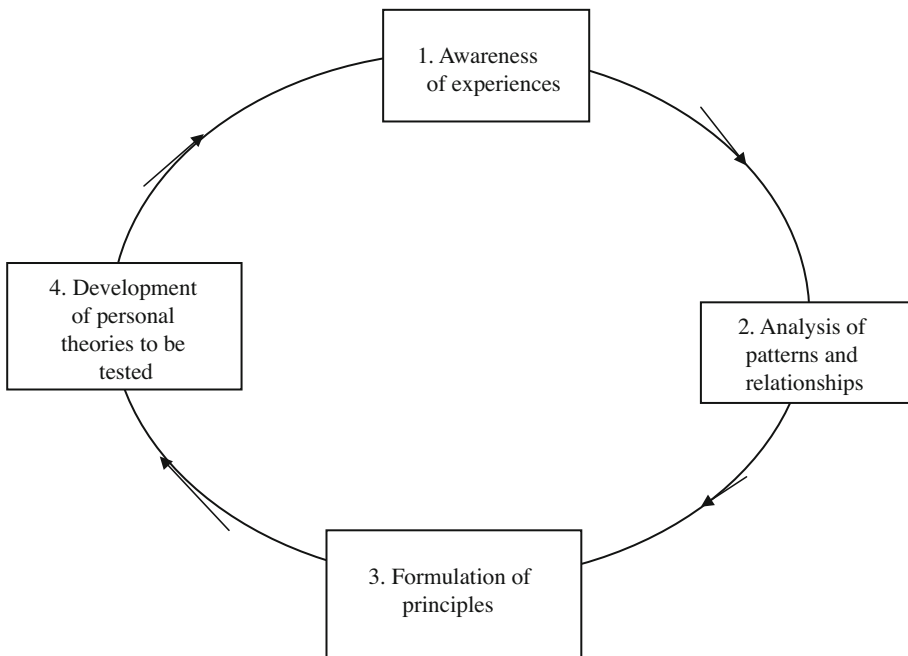 1. Awareness
of experiences
2. Analysis of
patterns and
relationships
3. Formulation of
principles
4. Development
of personal
theories to be
tested